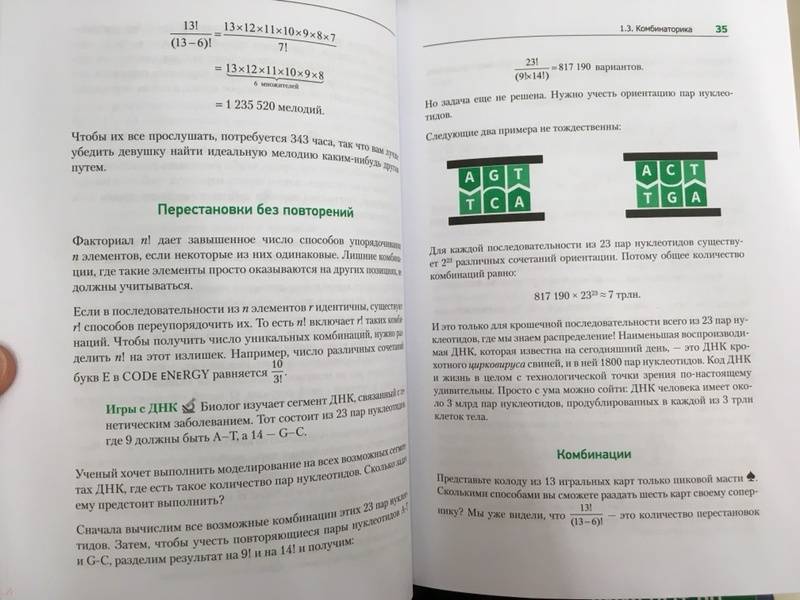 13!
(13−6)!
=
13×12×11×10×9×8×7
7!
= 13×12×11×10×9×8
6 множителей
= 1 235 520 мелодий.
Чтобы их все прослушать, потребуется 343 часа, так что вам лучше
убедить девушку найти идеальную мелодию каким-нибудь другим
путем.
Перестановки без повторений
Факториал n! дает завышенное число способов упорядочивания
n элементов, если некоторые из них одинаковые. Лишние комбина-
ции, где такие элементы просто оказываются на других позициях, не
должны учитываться.
Если в последовательности из n элементов r идентичны, существует
r! способов переупорядочить их. То есть n! включает r! таких комби-
наций. Чтобы получить число уникальных комбинаций, нужно раз-
делить n! на этот излишек. Например, число различных сочетаний
букв E в CODE ENERGY равняется 10
3!.
Игры с ДНК Биолог изучает сегмент ДНК, связанный с ге-
нетическим заболеванием. Тот состоит из 23 пар нуклеотидов,
где 9 должны быть A–T, а 14 — G–C.
Ученый хочет выполнить моделирование на всех возможных сегмен-
тах ДНК, где есть такое количество пар нуклеотидов. Сколько задач
ему предстоит выполнить?
Сначала вычислим все возможные комбинации этих 23 пар нуклео-
тидов. Затем, чтобы учесть повторяющиеся пары нуклеотидов A-T
и G-C, разделим результат на 9! и на 14! и получим:
1.3. Комбинаторика 35
23!
(9!×14!)
= 817 190 вариантов.
Но задача еще не решена. Нужно учесть ориентацию пар нуклео-
тидов.
Следующие два примера не тождественны:
A G T
T C A
A C T
T G A
Для каждой последовательности из 23 пар нуклеотидов существу-
ет 2²³ различных сочетаний ориентации. Потому общее количество
комбинаций равно:
817 190 × 23²³ ≈ 7 трлн.
И это только для крошечной последовательности всего из 23 пар ну-
клеотидов, где мы знаем распределение! Наименьшая воспроизводи-
мая ДНК, которая известна на сегодняшний день, — это ДНК кро-
хотного цирковируса свиней, и в ней 1800 пар нуклеотидов. Код ДНК
и жизнь в целом с технологической точки зрения по-настоящему
удивительны. Просто с ума можно сойти: ДНК человека имеет око-
ло 3 млрд пар нуклеотидов, продублированных в каждой из 3 трлн
клеток тела.
Комбинации
Представьте колоду из 13 игральных карт только пиковой масти ♠.
Сколькими способами вы сможете раздать шесть карт своему сопер-
нику? Мы уже видели, что 13!
(13−6)! — это количество перестановок